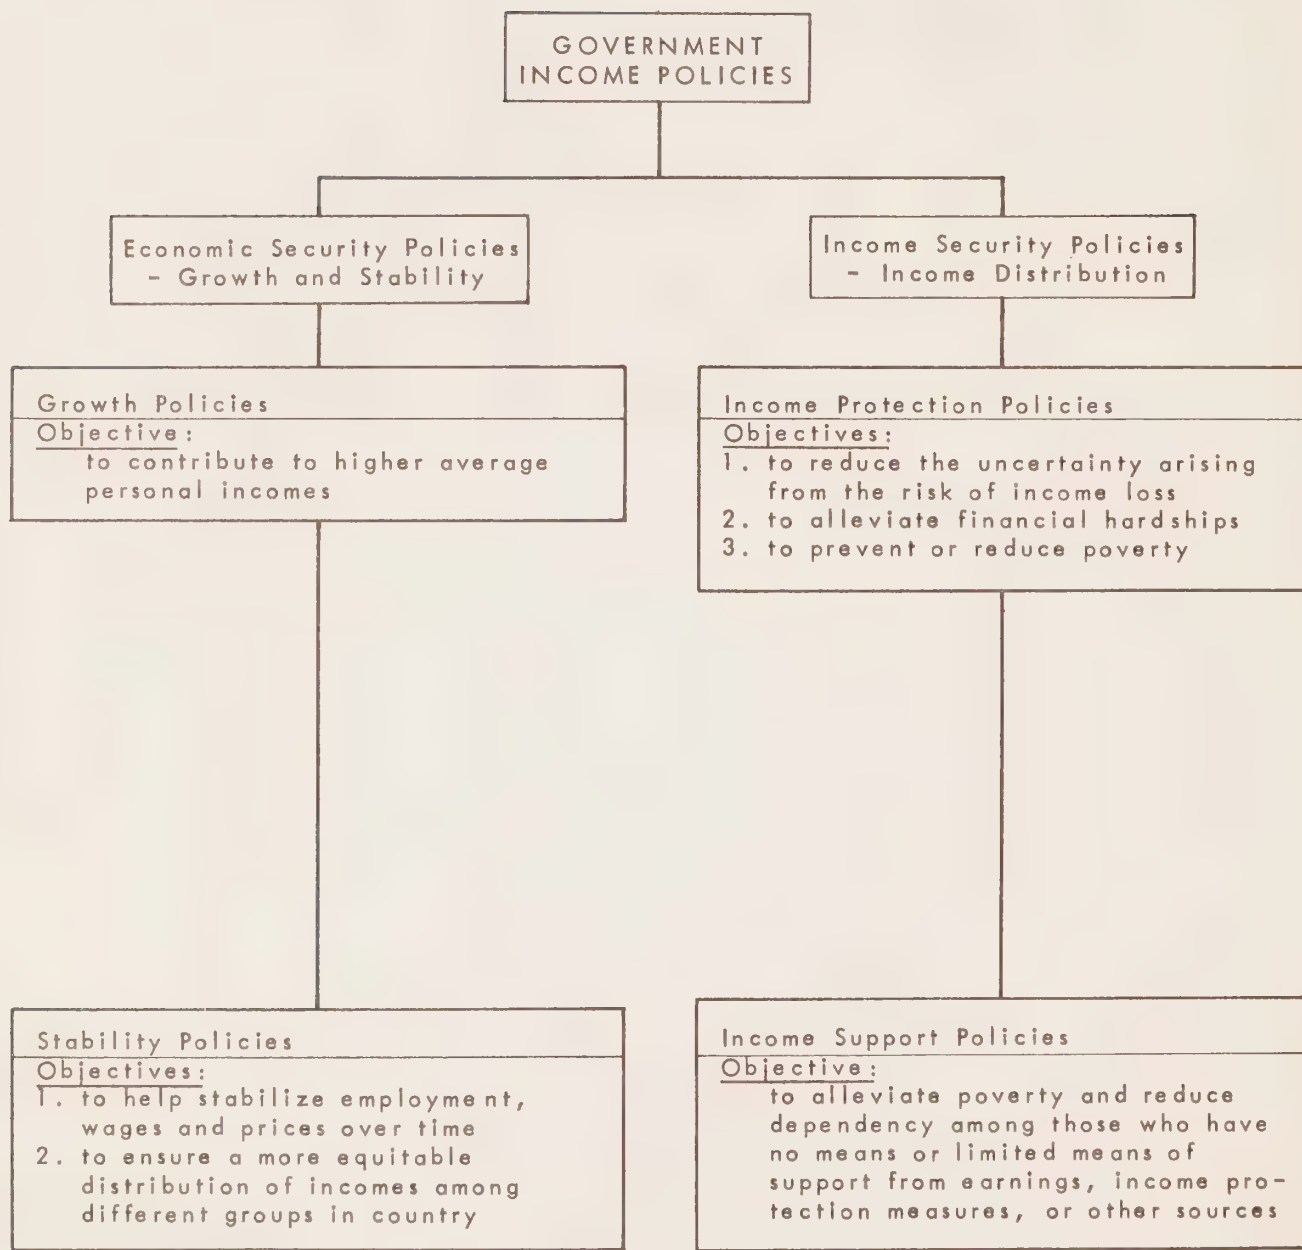 GOVERNMENT
INCOME POLICIES
Economic Security Policies
- Growth and Stability
Income Security Policies
- Income Distribution
Growth Policies
Objective:
to contribute to higher average
personal incomes
Income Protection Policies
Objectives:
1. to reduce the uncertainty arising
from the risk of income loss
2. to alleviate financial hardships
3. to prevent or reduce poverty
Stability Policies
Objectives:
1. to help stabilize employment,
wages and prices over time
2. to ensure a more equitable
distribution of incomes among
different groups in country
Income Support Policies
Objective:
to alleviate poverty and reduce
dependency among those who have
no means or limited means of
support from earnings, income pro-
tection measures, or other sources